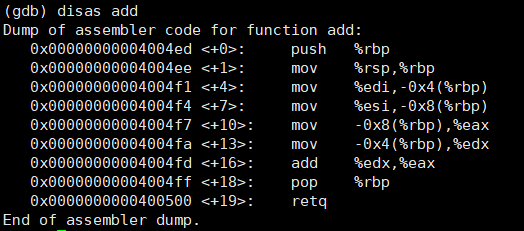 (gdb) disas add
Dump of assembler code for function add:
   0x00000000004004ed <+0>:     push   %rbp
   0x00000000004004ee <+1>:     mov    %rsp,%rbp
   0x00000000004004f1 <+4>:     mov    %edi,-0x4(%rbp)
   0x00000000004004f4 <+7>:     mov    %esi,-0x8(%rbp)
   0x00000000004004f7 <+10>:    mov    -0x8(%rbp),%eax
   0x00000000004004fa <+13>:    mov    -0x4(%rbp),%edx
   0x00000000004004fd <+16>:    add    %edx,%eax
   0x00000000004004ff <+18>:    pop    %rbp
   0x0000000000400500 <+19>:    retq
End of assembler dump.